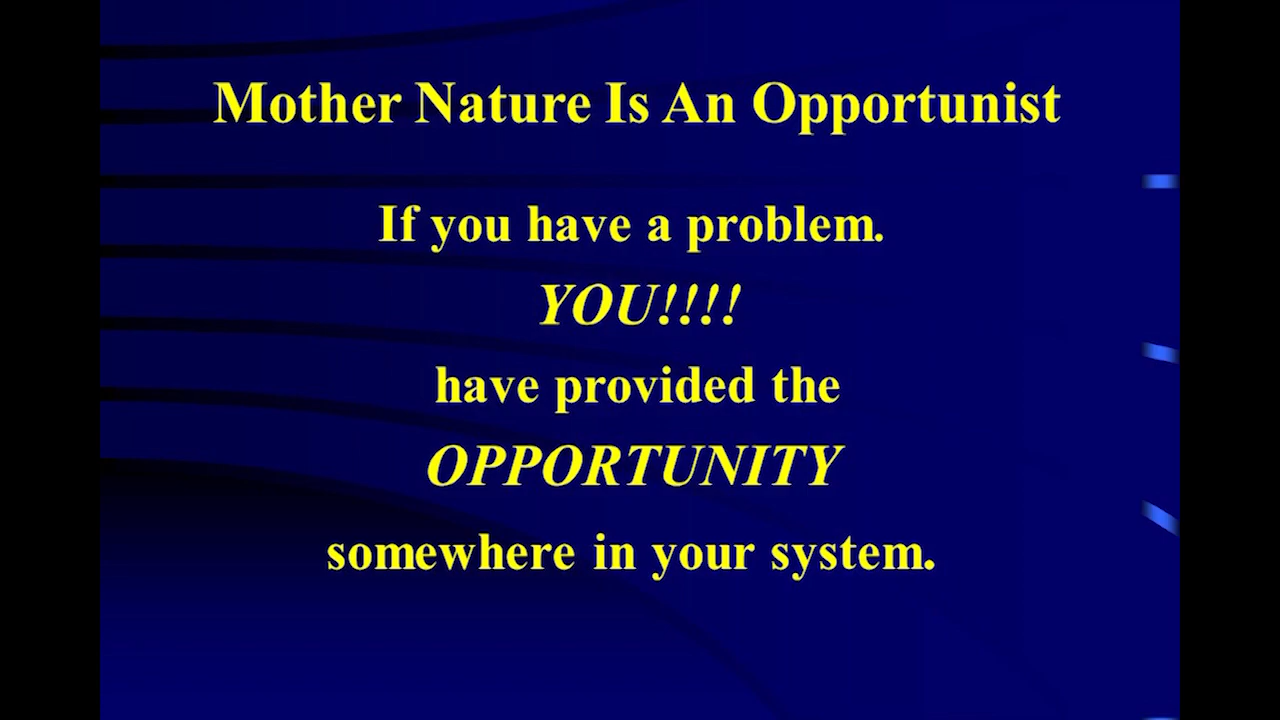 Mother Nature Is An Opportunist
If you have a problem.
YOU!!!!
have provided the
OPPORTUNITY
somewhere in your system.